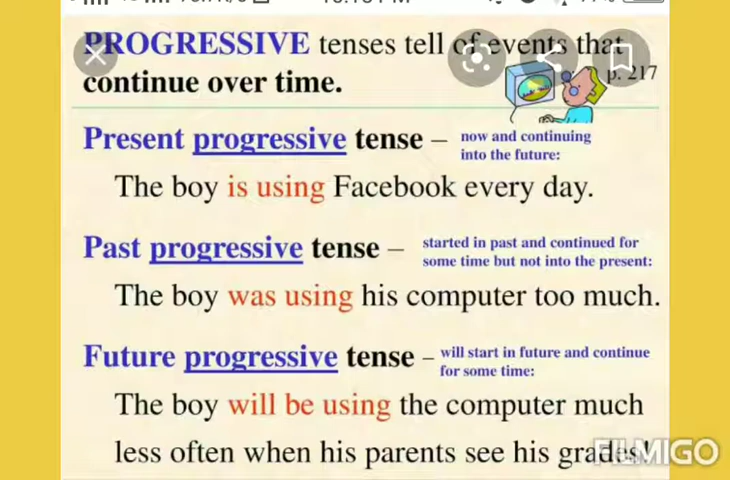 PROGRESSIVE tenses tell of events that
continue over time.
p. 217
Present progressive tense – now and continuing
into the future:
The boy is using Facebook every day.
Past progressive tense – started in past and continued for
some time but not into the present:
The boy was using his computer too much.
Future progressive tense – will start in future and continue
for some time:
The boy will be using the computer much
less often when his parents see his grades!
FILMIGO